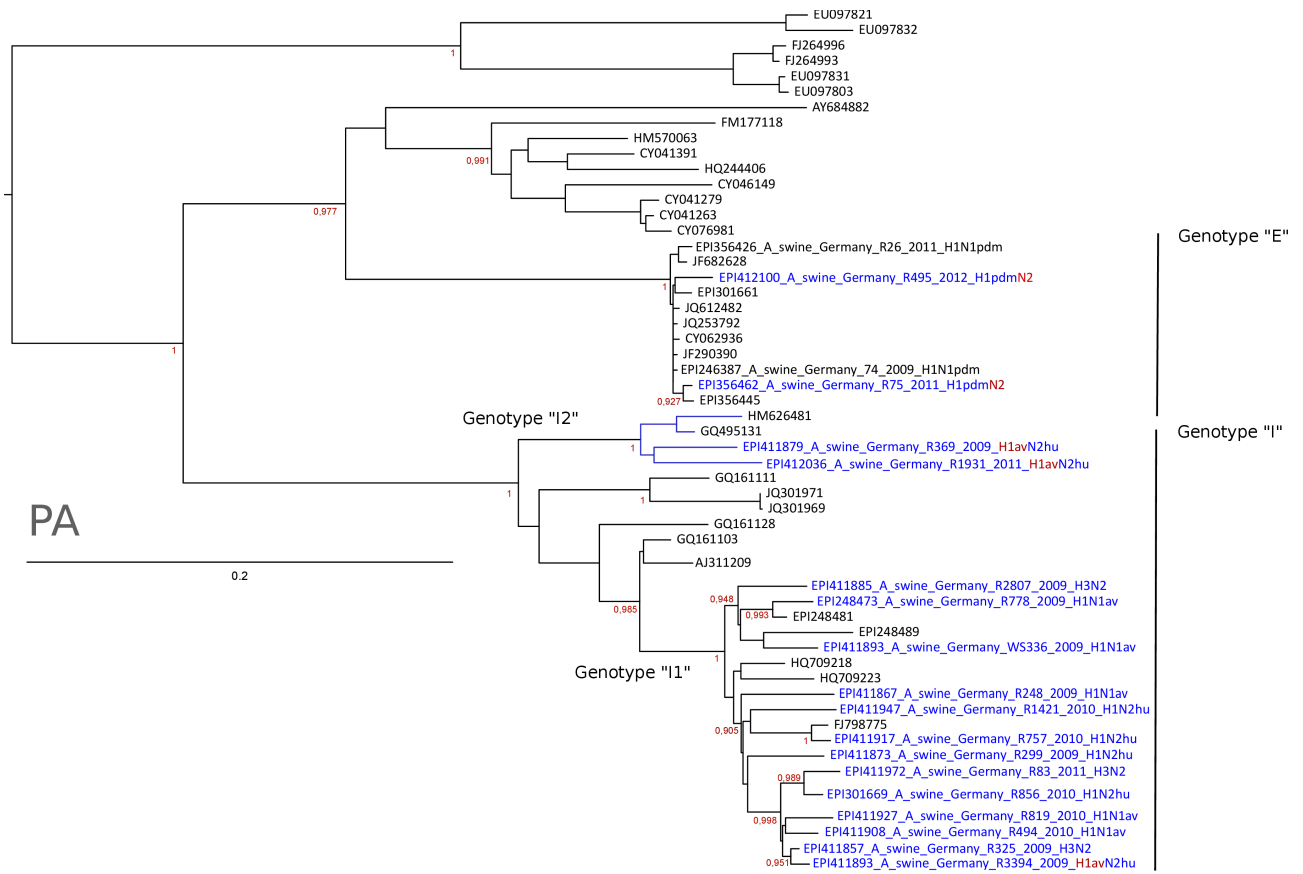 EU097821
EU097832
FJ264996
1
FJ264993
EU097831
EU097803
AY684882
FM177118
HM570063
CY041391
0,991
HQ244406
CY046149
CY041279
0,977
CY041263
CY076981
Genotype "E"
EPI356426_A_swine_Germany_R26_2011_H1N1pdm
JF682628
EPI412100_A_swine_Germany_R495_2012_H1pdmN2
1
EPI301661
JQ612482
JQ253792
CY062936
1
JF290390
EPI246387_A_swine_Germany_74_2009_H1N1pdm
EPI356462_A_swine_Germany_R75_2011_H1pdmN2
0,927
EPI356445
Genotype "I2"
HM626481
GQ495131
Genotype "I"
1
EPI411879_A_swine_Germany_R369_2009_H1avN2hu
EPI412036_A_swine_Germany_R1931_2011_H1avN2hu
GQ161111
1
JQ301971
1
JQ301969
PA
GQ161128
GQ161103
AJ311209
0.2
EPI411885_A_swine_Germany_R2807_2009_H3N2
0,948
EPI248473_A_swine_Germany_R778_2009_H1N1av
0,985
0,993
EPI248481
EPI248489
EPI411893_A_swine_Germany_WS336_2009_H1N1av
1
HQ709218
Genotype "I1"
HQ709223
EPI411867_A_swine_Germany_R248_2009_H1N1av
EPI411947_A_swine_Germany_R1421_2010_H1N2hu
FJ798775
0,905
EPI411917_A_swine_Germany_R757_2010_H1N2hu
1
EPI411873_A_swine_Germany_R299_2009_H1N2hu
EPI411972_A_swine_Germany_R83_2011_H3N2
0,989
EPI301669_A_swine_Germany_R856_2010_H1N2hu
EPI411927_A_swine_Germany_R819_2010_H1N1av
0,998
EPI411908_A_swine_Germany_R494_2010_H1N1av
EPI411857_A_swine_Germany_R325_2009_H3N2
0,951
EPI411893_A_swine_Germany_R3394_2009_H1avN2hu